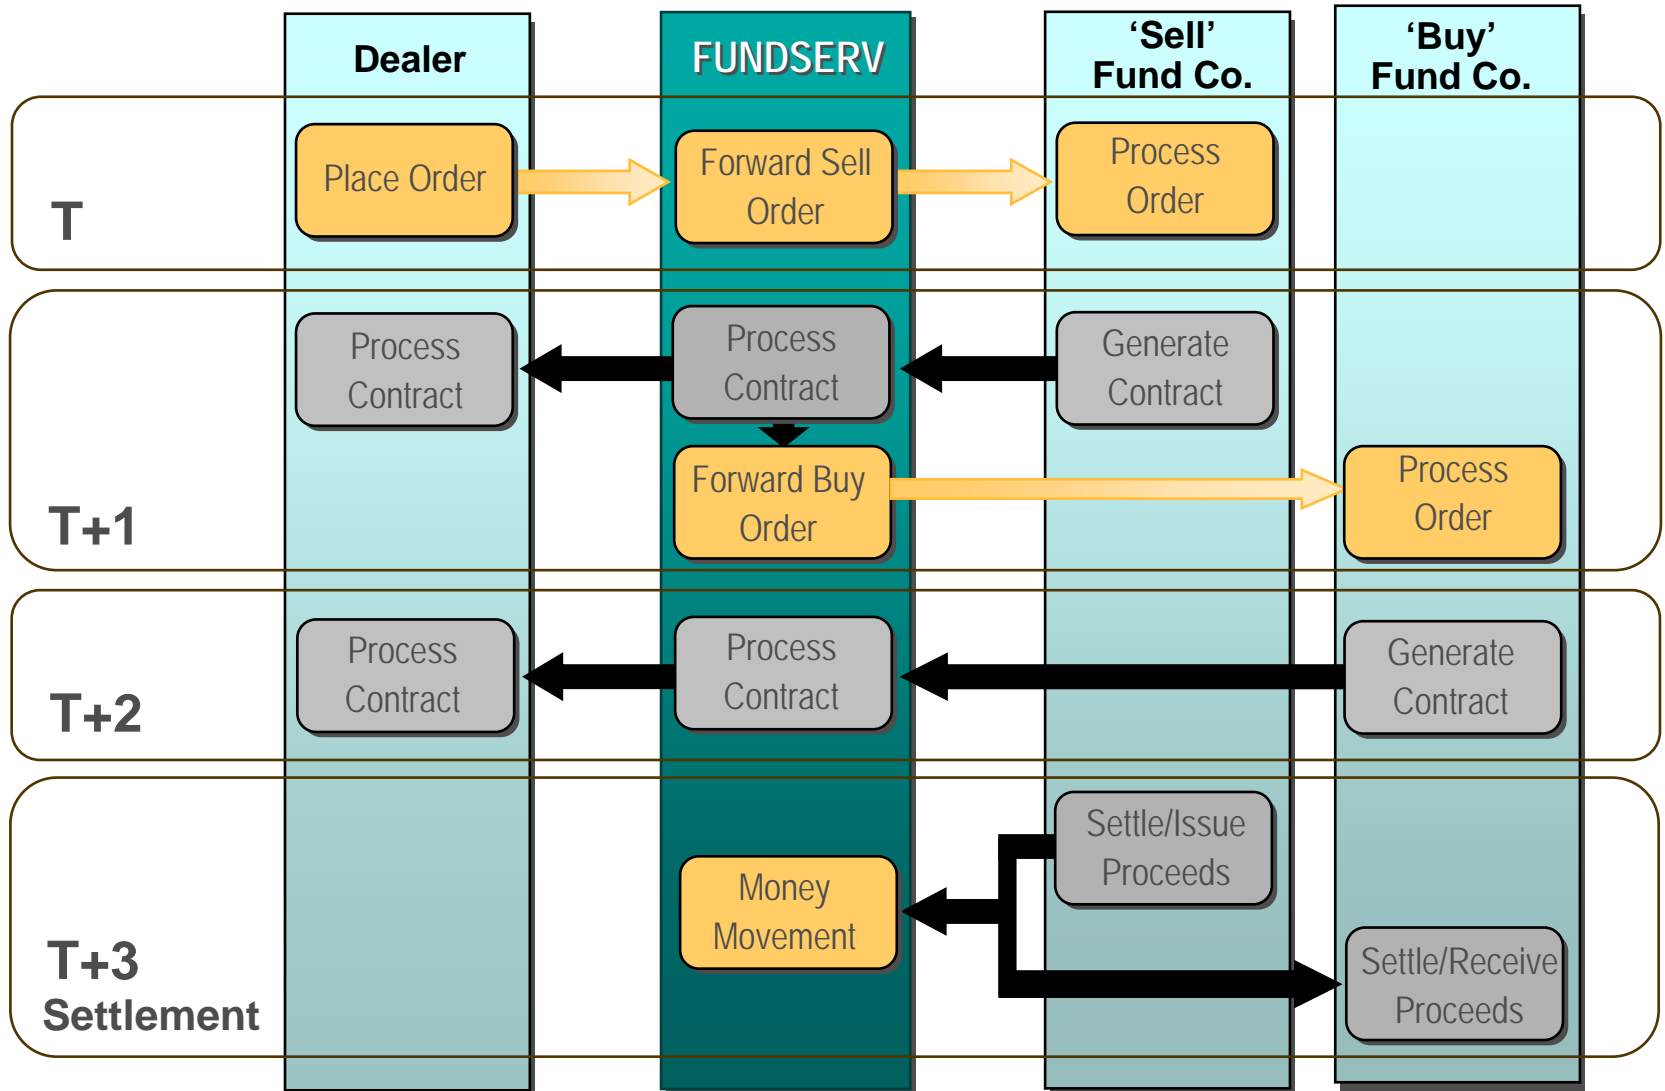 Dealer
FUNDSERV
‘Sell’
Fund Co.
‘Buy’
Fund Co.
T
Place Order
Forward Sell
Order
Process
Order
T+1
Process
Contract
Process
Contract
Generate
Contract
Forward Buy
Order
Process
Order
T+2
Process
Contract
Process
Contract
Generate
Contract
T+3
Settlement
Money
Movement
Settle/Issue
Proceeds
Settle/Receive
Proceeds